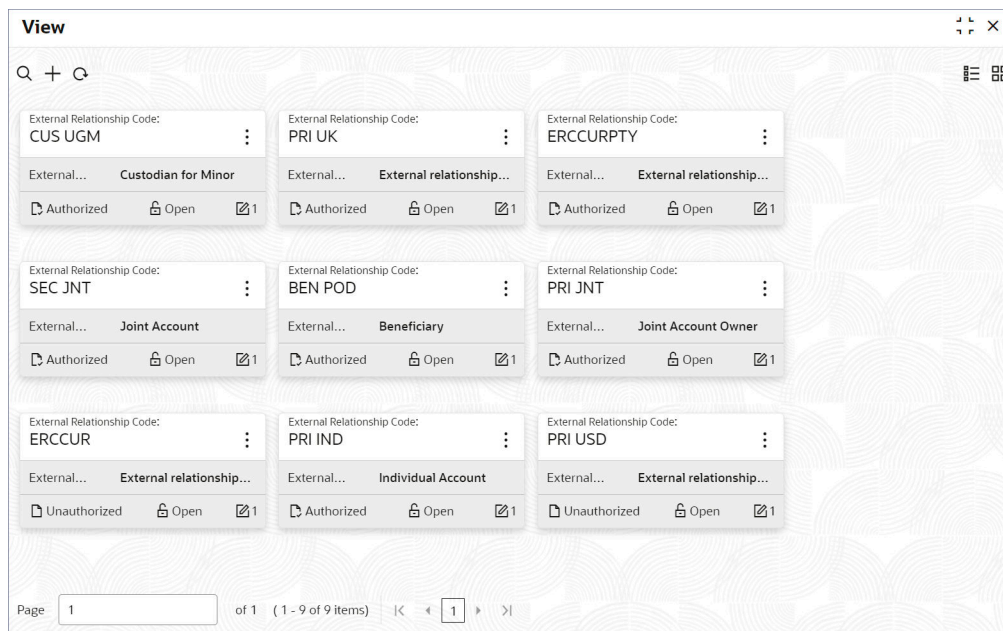 View
External Relationship Code: External Relationship Code: External Relationship Code:
CUS UGM PRI UK ERCCURPTY
External... Custodian for Minor External... External relationship... External... External relationship...
Authorized Open 1 Authorized Open 1 Authorized Open 1
External Relationship Code: External Relationship Code: External Relationship Code:
SEC JNT BEN POD PRI JNT
External... Joint Account External... Beneficiary External... Joint Account Owner
Authorized Open 1 Authorized Open 1 Authorized Open 1
External Relationship Code: External Relationship Code: External Relationship Code:
ERCCUR PRI IND PRI USD
External... External relationship... External... Individual Account External... External relationship...
Unauthorized Open 1 Authorized Open 1 Unauthorized Open 1
Page 1 of 1 ( 1 - 9 of 9 items) 1